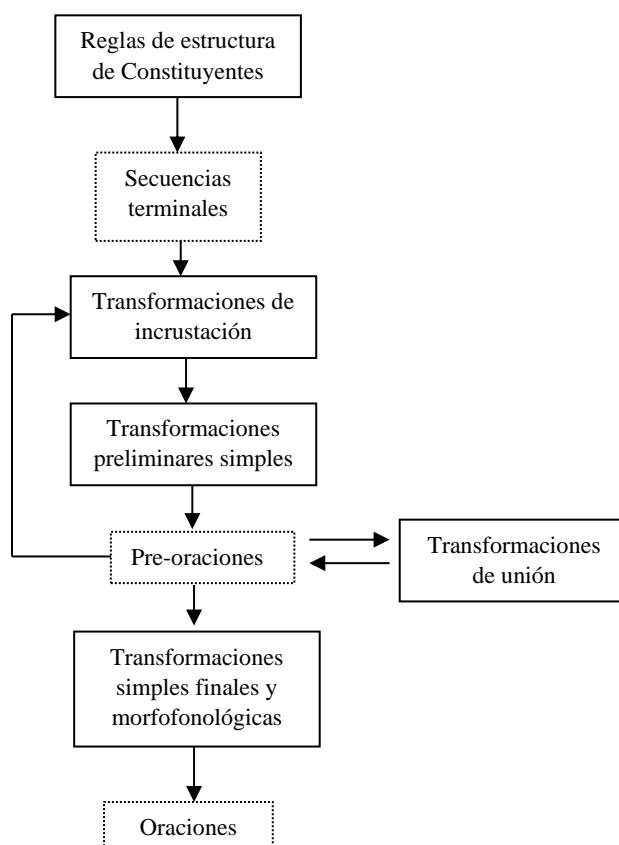 Reglas de estructura
de Constituyentes
Secuencias
terminales
Transformaciones de
incrustación
Transformaciones
preliminares simples
Pre-oraciones
Transformaciones
de unión
Transformaciones
simples finales y
morfofonológicas
Oraciones